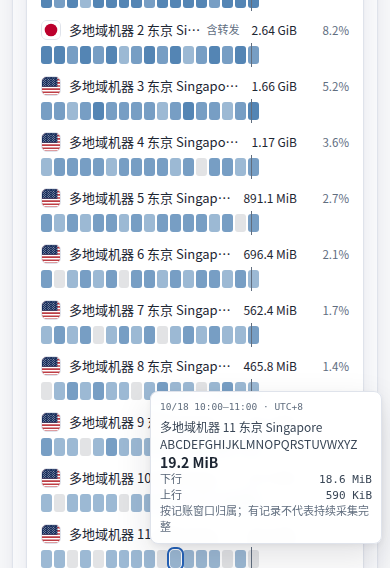 多地域机器 2 东京 Si… 含转发 2.64 GiB 8.2%
多地域机器 3 东京 Singapo… 1.66 GiB 5.2%
多地域机器 4 东京 Singapo… 1.17 GiB 3.6%
多地域机器 5 东京 Singap… 891.1 MiB 2.7%
多地域机器 6 东京 Singap… 696.4 MiB 2.1%
多地域机器 7 东京 Singap… 562.4 MiB 1.7%
多地域机器 8 东京 Singap… 465.8 MiB 1.4%
多地域机器 9
多地域机器 10
多地域机器 11
10/18 10:00–11:00 · UTC+8
多地域机器 11 东京 Singapore
ABCDEFGHIJKLMNOPQRSTUVWXYZ
19.2 MiB
下行 18.6 MiB
上行 590 KiB
按记账窗口归属；有记录不代表持续采集完
整